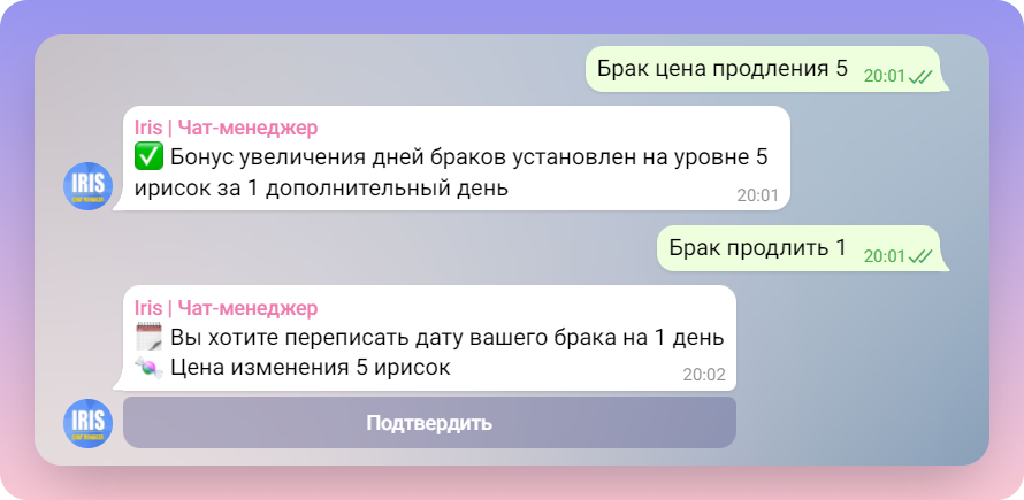 Брак цена продления 5 20:01
Iris | Чат-менеджер
✅ Бонус увеличения дней браков установлен на уровне 5
ирисок за 1 дополнительный день
20:01
IRIS
Брак продлить 1 20:01
Iris | Чат-менеджер
🗓 Вы хотите переписать дату вашего брака на 1 день
🍬 Цена изменения 5 ирисок
20:02
IRIS
Подтвердить